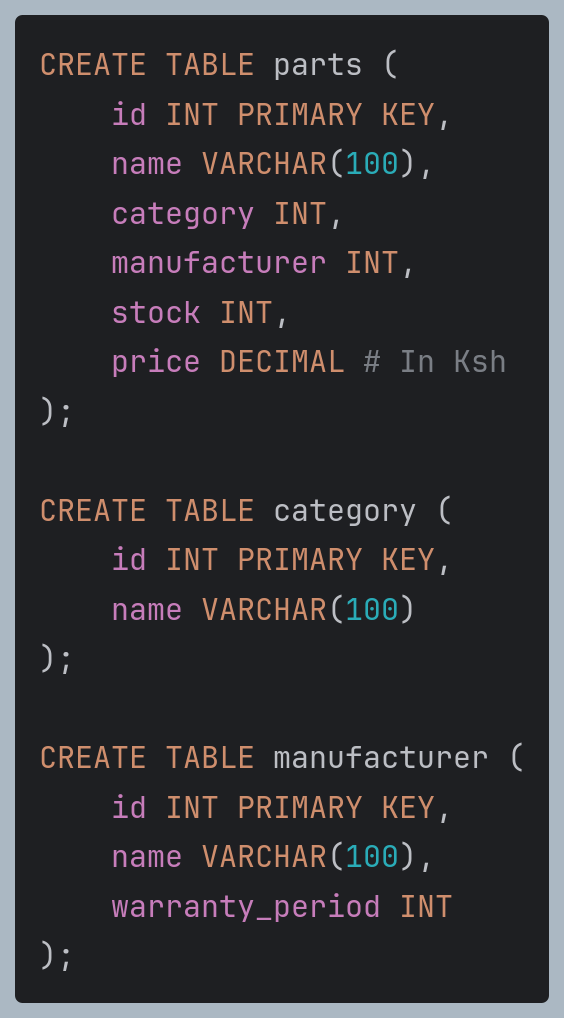 CREATE TABLE parts (
    id INT PRIMARY KEY,
    name VARCHAR(100),
    category INT,
    manufacturer INT,
    stock INT,
    price DECIMAL # In Ksh
);

CREATE TABLE category (
    id INT PRIMARY KEY,
    name VARCHAR(100)
);

CREATE TABLE manufacturer (
    id INT PRIMARY KEY,
    name VARCHAR(100),
    warranty_period INT
);